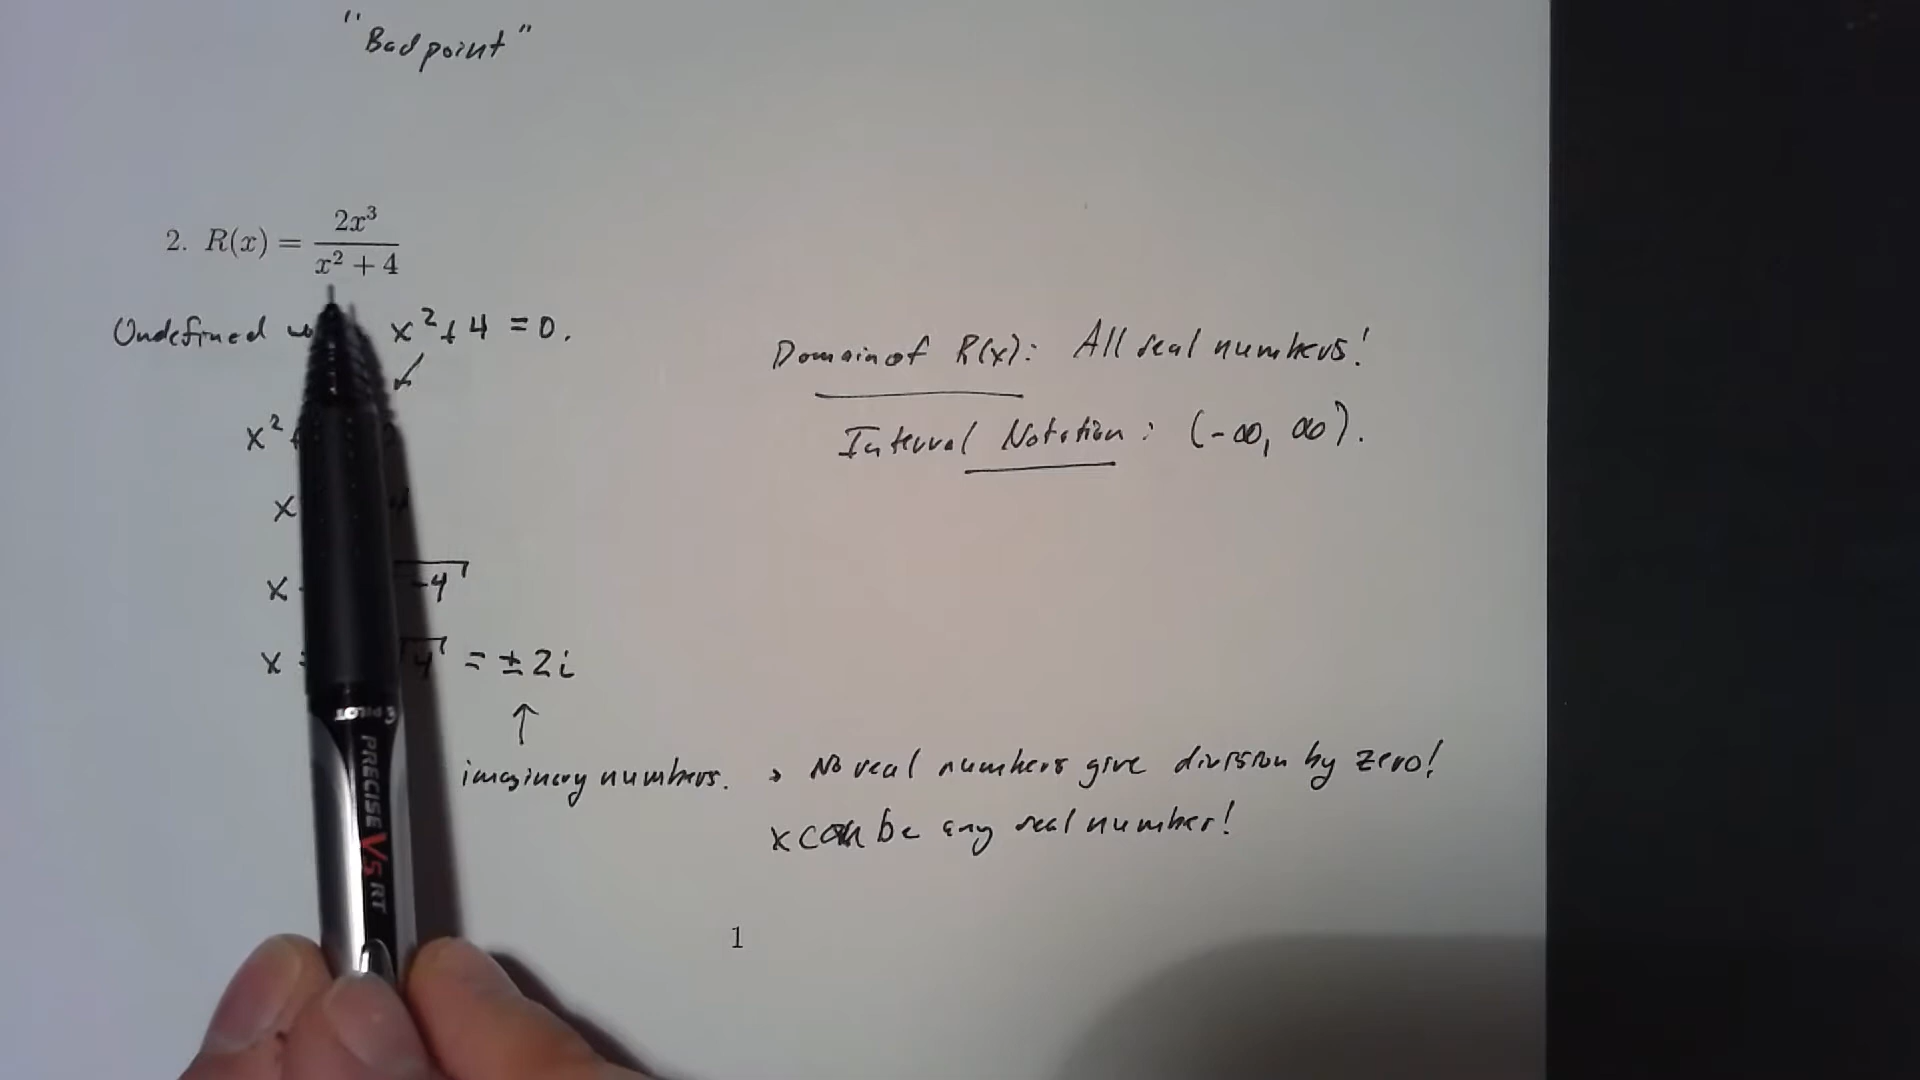 "Bad point"
2. R(x) = 2x³ / x² + 4
Undefined x² + 4 = 0.
x²
x
x -4
x = 4 = ± 2i
↑
imaginary numbers.
Domain of R(x): All real numbers!
Interval Notation: (-∞, ∞).
No real numbers give division by zero!
x can be any real number!
1
PILOT
PRECISE V5 RT